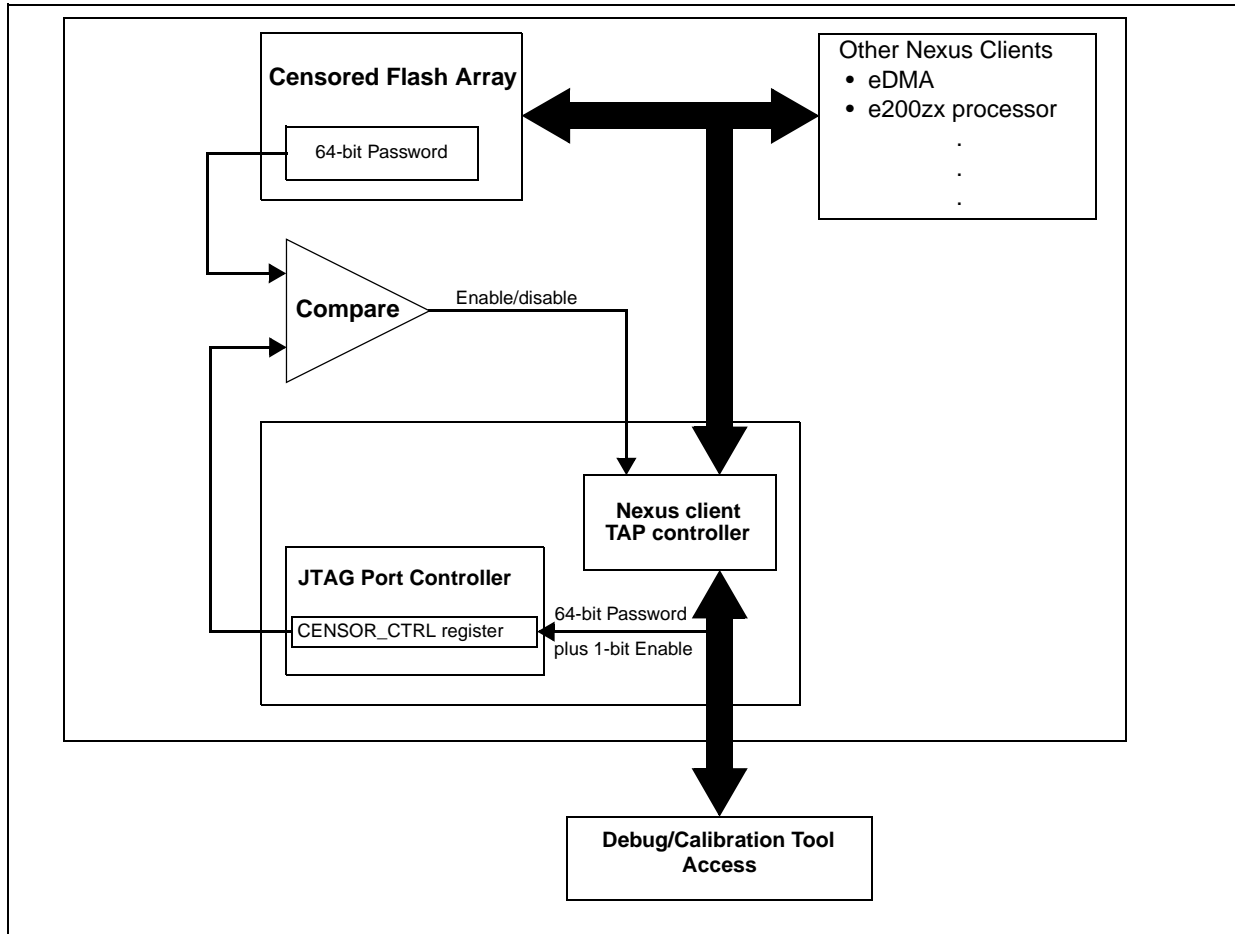 Censored Flash Array
64-bit Password
Other Nexus Clients
• eDMA
• e200zx processor
.
.
.
Compare
Enable/disable
Nexus client
TAP controller
JTAG Port Controller
CENSOR_CTRL register
64-bit Password
plus 1-bit Enable
Debug/Calibration Tool
Access